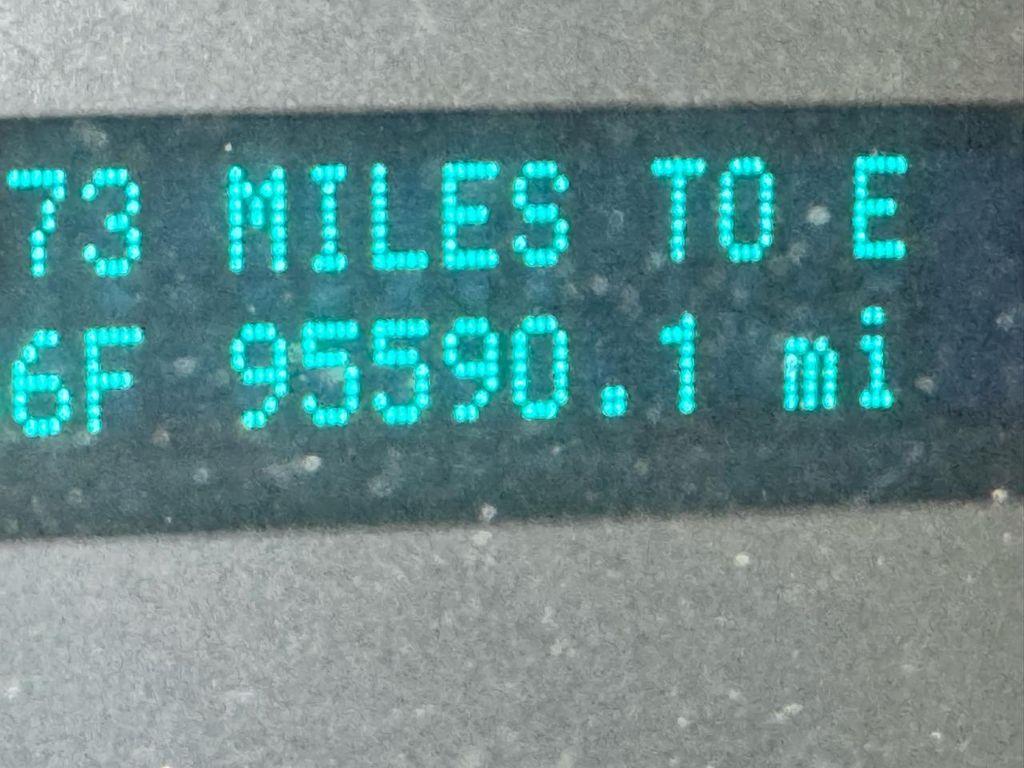 73 MILES TO E
6F 95590.1 mi